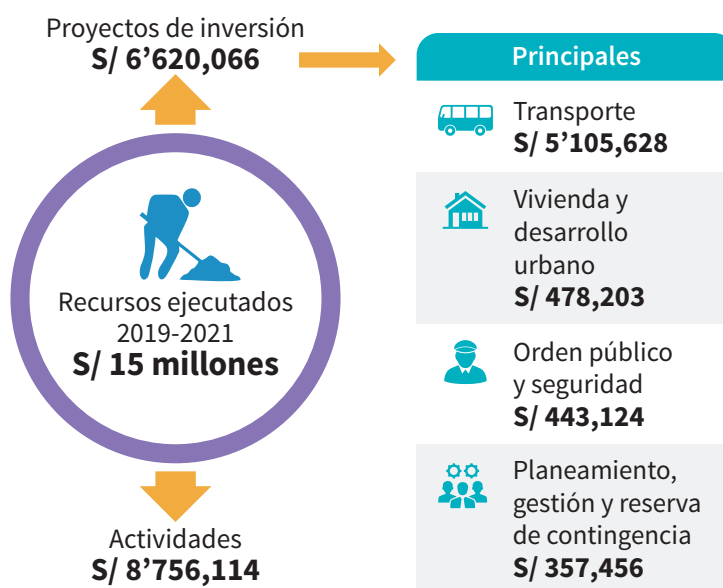 Proyectos de inversión
S/ 6’620,066
Recursos ejecutados
2019-2021
S/ 15 millones
Actividades
S/ 8’756,114
Principales
Transporte
S/ 5’105,628
Vivienda y
desarrollo
urbano
S/ 478,203
Orden público
y seguridad
S/ 443,124
Planeamiento,
gestión y reserva
de contingencia
S/ 357,456